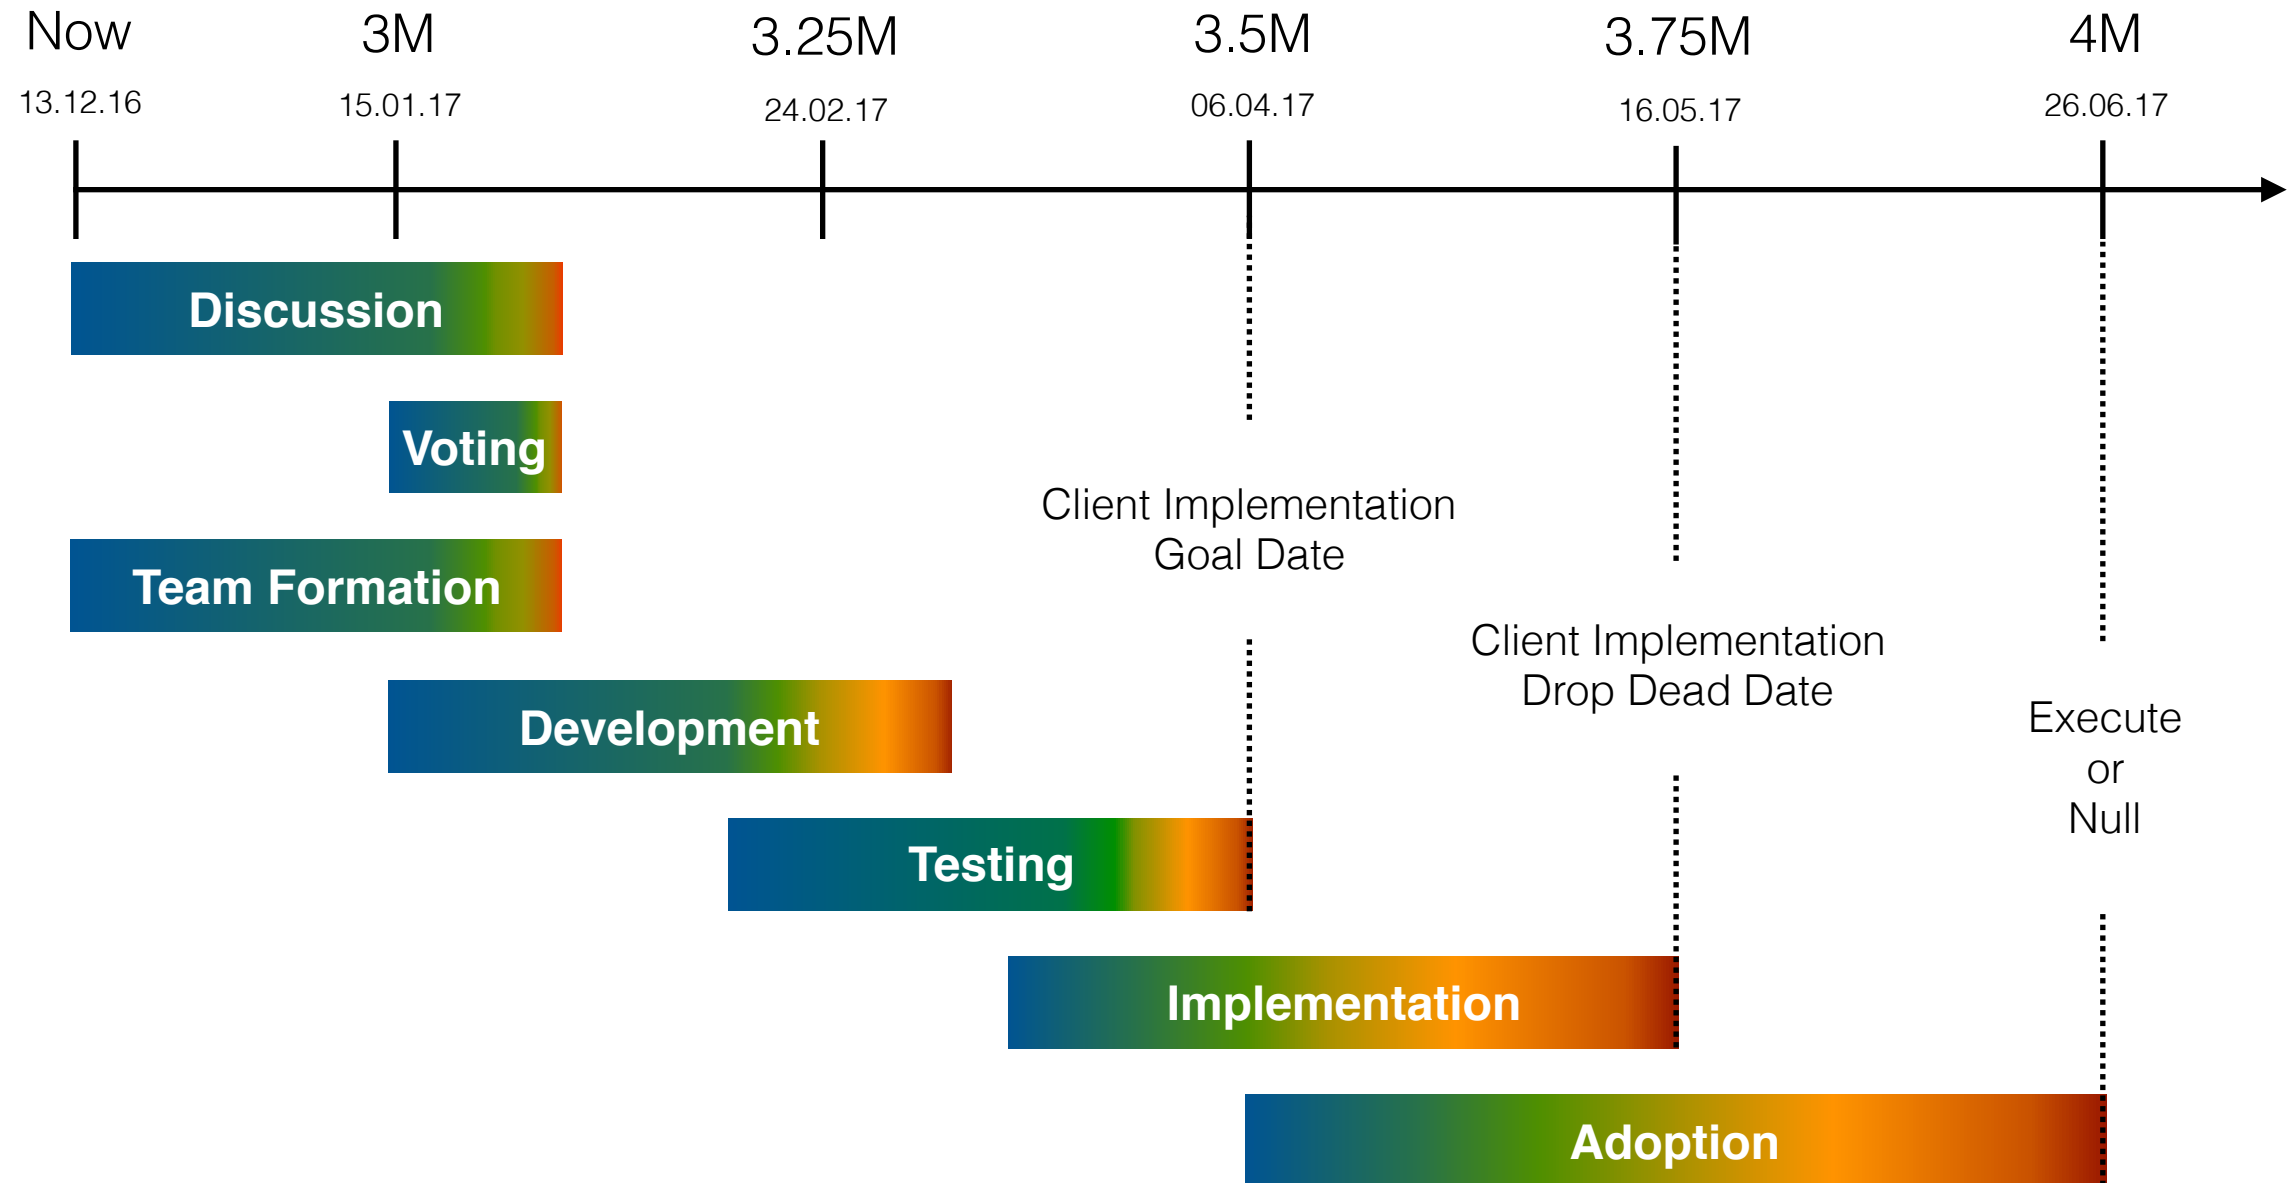 Now 3M 3.25M 3.5M 3.75M 4M
13.12.16 15.01.17 24.02.17 06.04.17 16.05.17 26.06.17
Discussion
Voting
Client Implementation
Goal Date
Team Formation
Client Implementation
Drop Dead Date
Development
Execute
or
Null
Testing
Implementation
Adoption